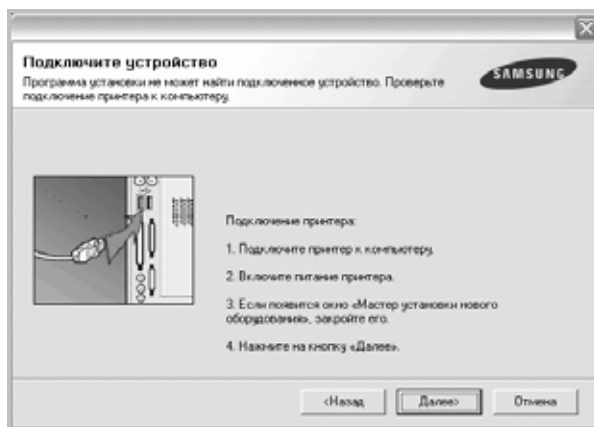 Подключите устройство
Программа установки не может найти подключенное устройство. Проверьте
подключение принтера к компьютеру.
SAMSUNG
Подключение принтера:
1. Подключите принтер к компьютеру.
2. Включите питание принтера.
3. Если появится окно «Мастер установки нового
оборудования», закройте его.
4. Нажмите на кнопку «Далее».
<Назад
Далее>
Отмена